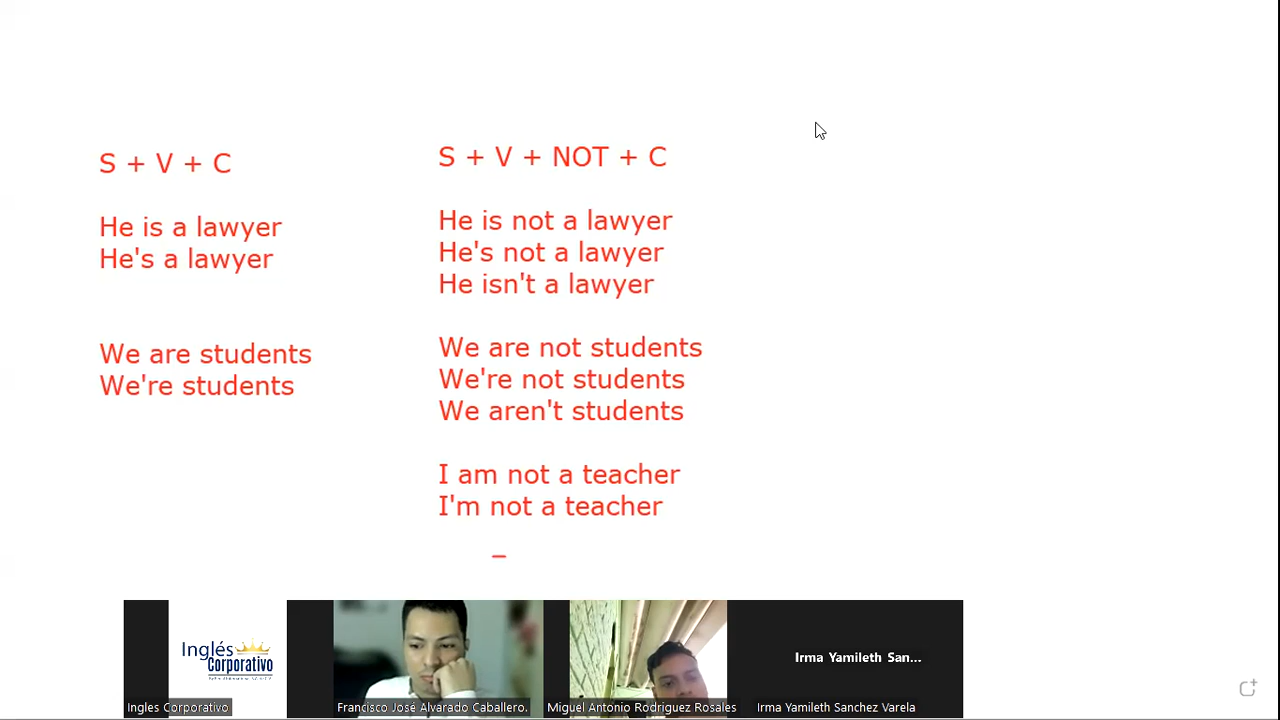 S + V + C
He is a lawyer
He's a lawyer
We are students
We're students
S + V + NOT + C
He is not a lawyer
He's not a lawyer
He isn't a lawyer
We are not students
We're not students
We aren't students
I am not a teacher
I'm not a teacher
_
Inglés
Corporativo
Irma Yamileth San...
Ingles Corporativo
Francisco José Alvarado Caballero.
Miguel Antonio Rodriguez Rosales
Irma Yamileth Sanchez Varela